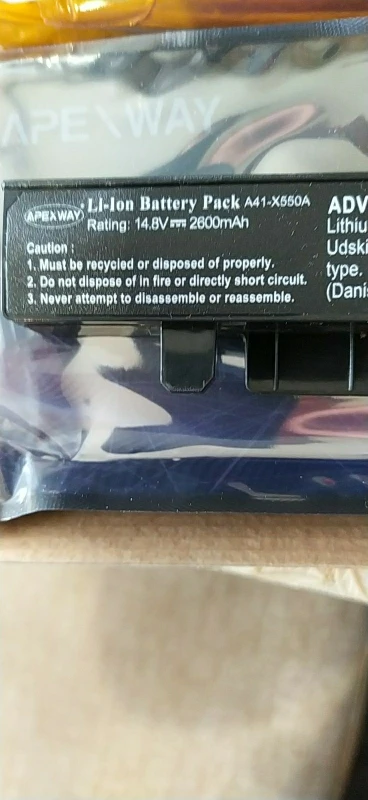 APEXWAY
APEXWAY Li-Ion Battery Pack A41-X550A
Rating: 14.8V 2600mAh
Caution :
1. Must be recycled or disposed of properly.
2. Do not dispose of in fire or directly short circuit.
3. Never attempt to disassemble or reassemble.
ADV
Lithiu
Udski
type.
(Danis